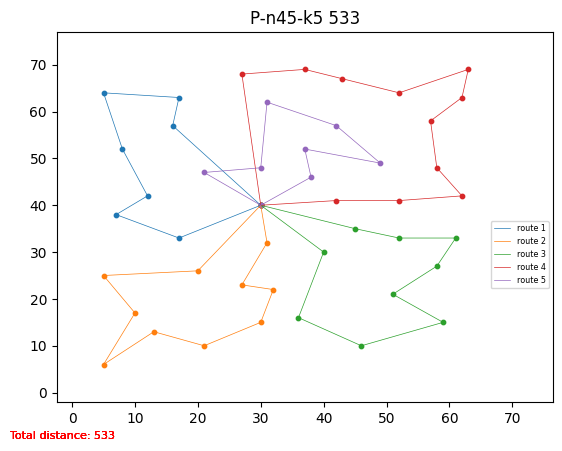 P-n45-k5 533
70
60
50
40
30
20
10
0
0 10 20 30 40 50 60 70
route 1
route 2
route 3
route 4
route 5
Total distance: 533